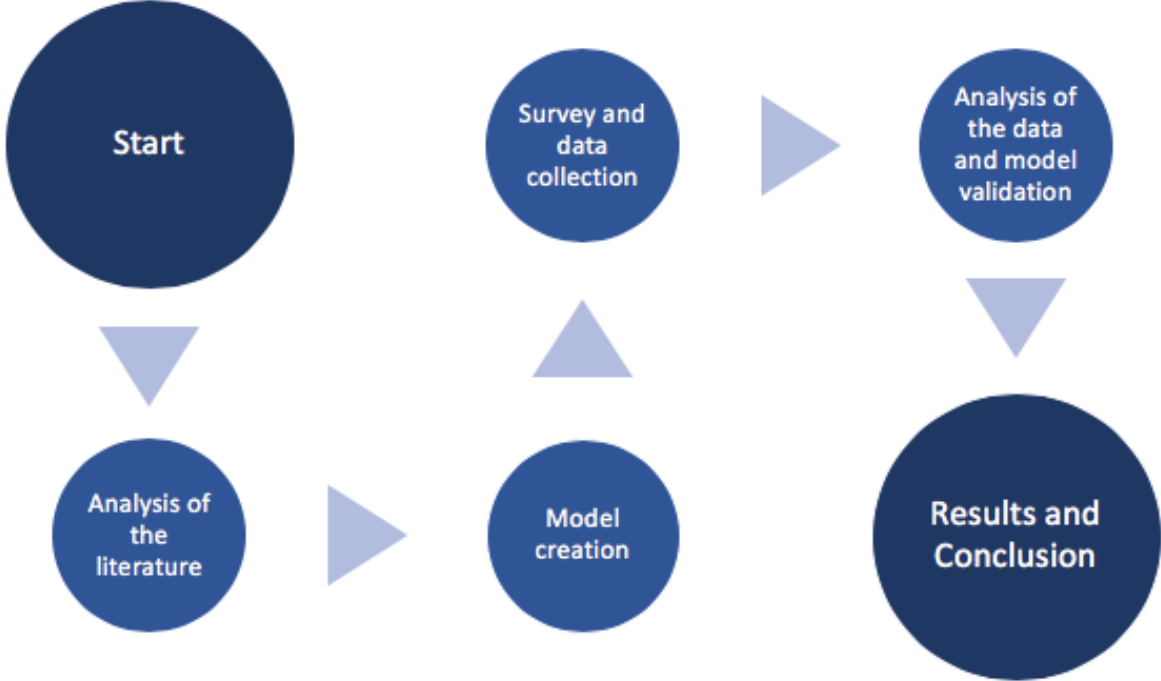 Start
Analysis of
the
literature
Model
creation
Survey and
data
collection
Analysis of
the data
and model
validation
Results and
Conclusion